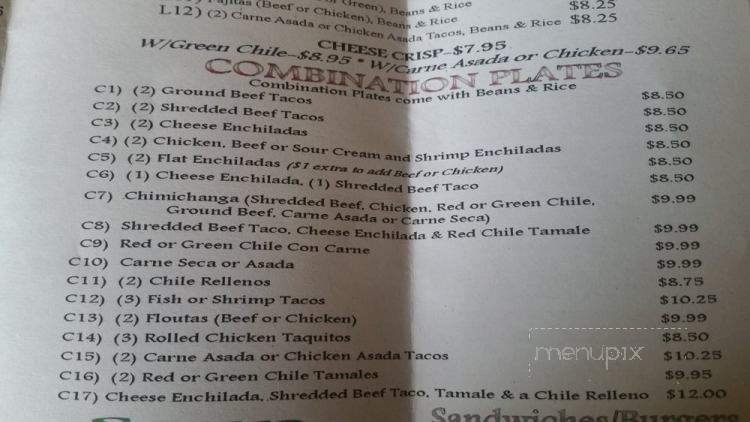 Fajitas (Beef or Chicken), Beans & Rice $8.25
L12) (2) Carne Asada or Chicken Asada Tacos, Beans & Rice $8.25
CHEESE CRISP–$7.95
W/Green Chile–$8.95 * W/Carne Asada or Chicken–$9.65
COMBINATION PLATES
Combination Plates come with Beans & Rice
C1) (2) Ground Beef Tacos $8.50
C2) (2) Shredded Beef Tacos $8.50
C3) (2) Cheese Enchiladas $8.50
C4) (2) Chicken, Beef or Sour Cream and Shrimp Enchiladas $8.50
C5) (2) Flat Enchiladas ($1 extra to add Beef or Chicken) $8.50
C6) (1) Cheese Enchilada, (1) Shredded Beef Taco $8.50
C7) Chimichanga (Shredded Beef, Chicken, Red or Green Chile, $9.99
Ground Beef, Carne Asada or Carne Seca)
C8) Shredded Beef Taco, Cheese Enchilada & Red Chile Tamale $9.99
C9) Red or Green Chile Con Carne $9.99
C10) Carne Seca or Asada $9.99
C11) (2) Chile Rellenos $8.75
C12) (3) Fish or Shrimp Tacos $10.25
C13) (2) Floutas (Beef or Chicken) $9.99
C14) (3) Rolled Chicken Taquitos $8.50
C15) (2) Carne Asada or Chicken Asada Tacos $10.25
C16) (2) Red or Green Chile Tamales $9.95
C17) Cheese Enchilada, Shredded Beef Taco, Tamale & a Chile Relleno $12.00
Sandwiches/Burgers
menupix